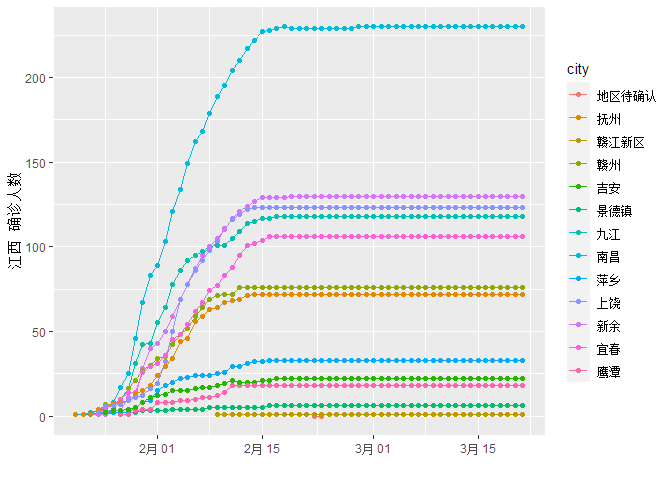 city
地区待确认
抚州
赣江新区
赣州
吉安
景德镇
九江
南昌
萍乡
上饶
新余
宜春
鹰潭
江西 确诊人数
200
150
100
50
0
2月 01
2月 15
3月 01
3月 15